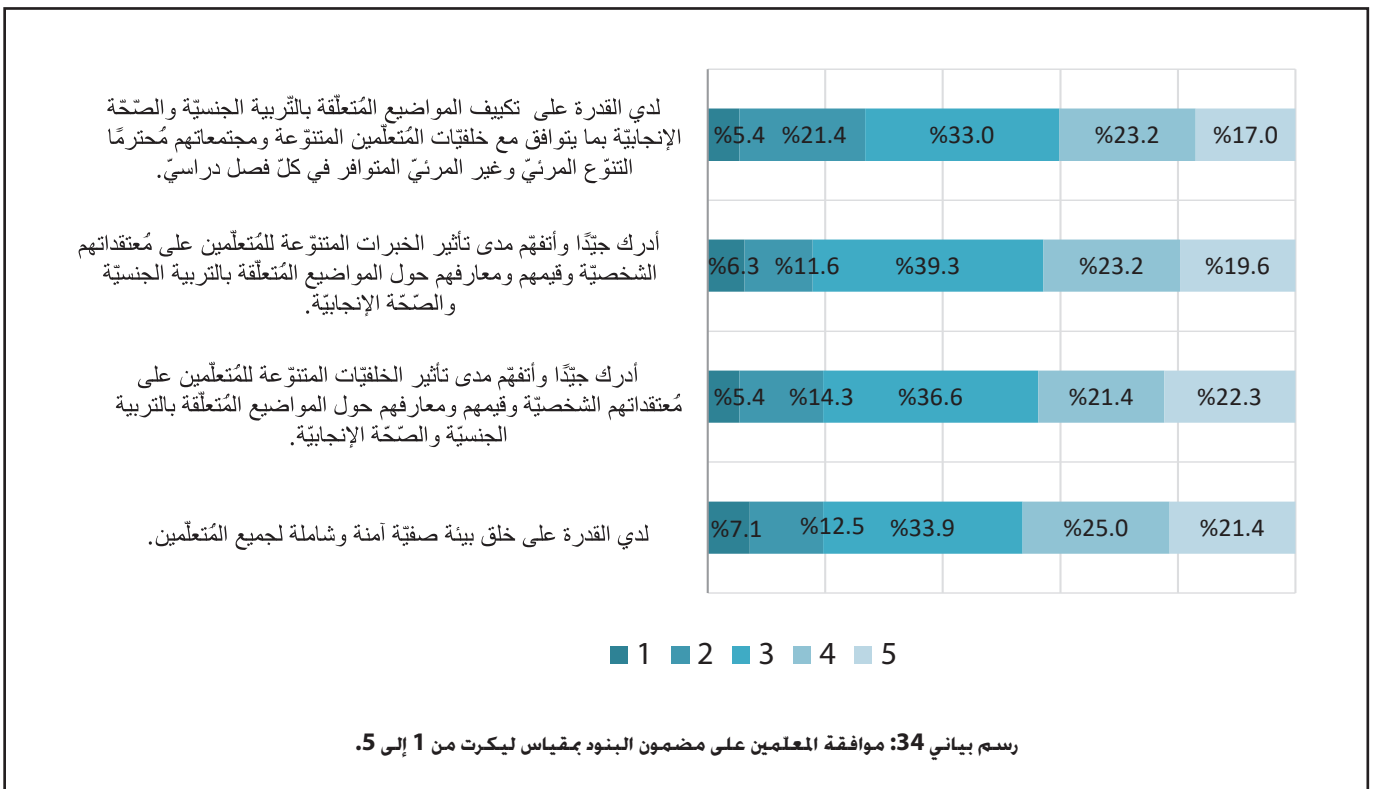 لدي القدرة على تكييف المواضيع المُتعلّقة بالتّربية الجنسيّة والصّحّة
الإنجابيّة بما يتوافق مع خلفيّات المُتعلّمين المتنوّعة ومجتمعاتهم مُحترمًا
التنوّع المرئيّ وغير المرئيّ المتوافر في كلّ فصل دراسيّ.
%5.4 %21.4 %33.0 %23.2 %17.0
أدرك جيّدًا وأتفهّم مدى تأثير الخبرات المتنوّعة للمُتعلّمين على مُعتقداتهم
الشخصيّة وقيمهم ومعارفهم حول المواضيع المُتعلّقة بالتربية الجنسيّة
والصّحّة الإنجابيّة.
%6.3 %11.6 %39.3 %23.2 %19.6
أدرك جيّدًا وأتفهّم مدى تأثير الخلفيّات المتنوّعة للمُتعلّمين على
مُعتقداتهم الشخصيّة وقيمهم ومعارفهم حول المواضيع المُتعلّقة بالتربية
الجنسيّة والصّحّة الإنجابيّة.
%5.4 %14.3 %36.6 %21.4 %22.3
لدي القدرة على خلق بيئة صفيّة آمنة وشاملة لجميع المُتعلّمين.
%7.1 %12.5 %33.9 %25.0 %21.4
1 2 3 4 5
رسم بياني 34: موافقة المعلّمين على مضمون البنود بمقياس ليكرت من 1 إلى 5.